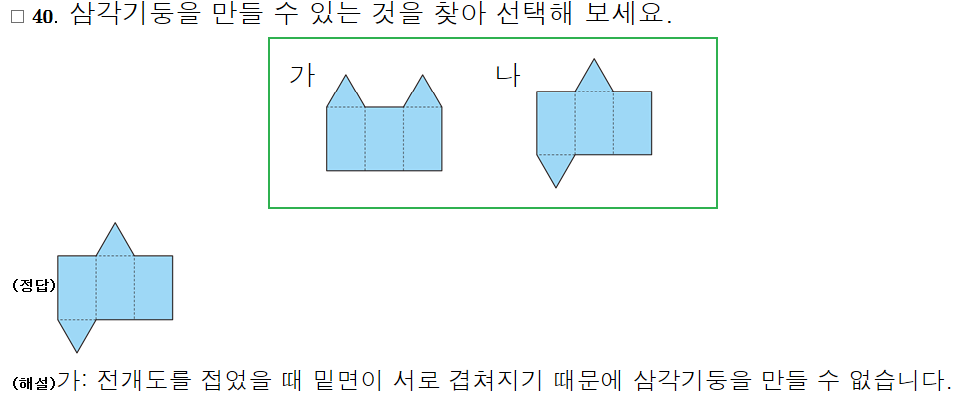 □ 40. 삼각기둥을 만들 수 있는 것을 찾아 선택해 보세요.
가 나
(정답)
(해설)가: 전개도를 접었을 때 밑면이 서로 겹쳐지기 때문에 삼각기둥을 만들 수 없습니다.